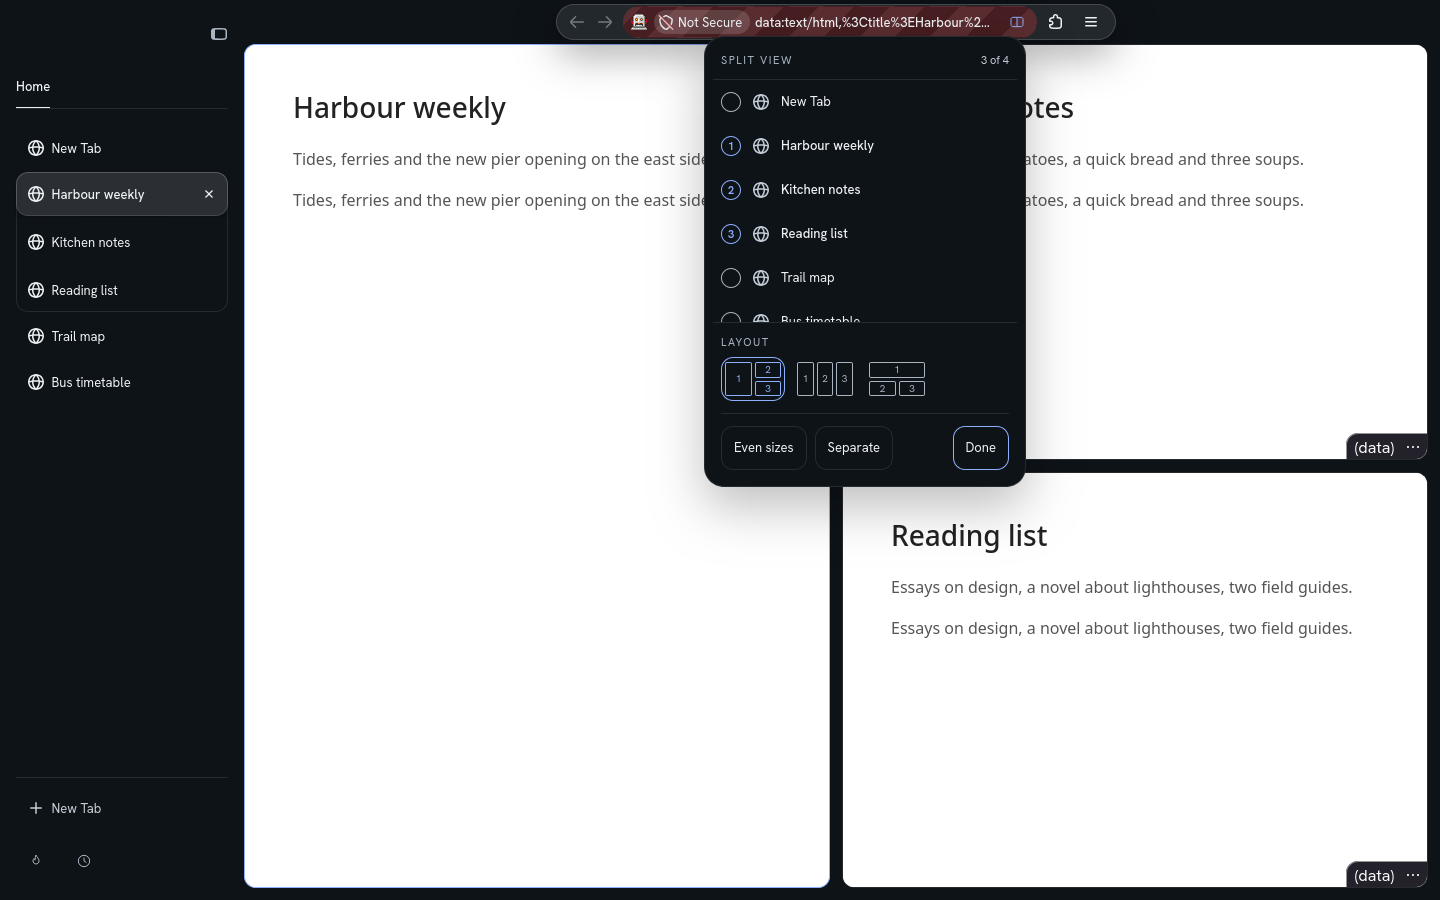 Not Secure data:text/html,%3Ctitle%3EHarbour%2...
Home
New Tab
Harbour weekly
Kitchen notes
Reading list
Trail map
Bus timetable
New Tab
Harbour weekly
Tides, ferries and the new pier opening on the east side
Tides, ferries and the new pier opening on the east side
SPLIT VIEW 3 of 4
New Tab
1 Harbour weekly
2 Kitchen notes
3 Reading list
Trail map
Bus timetable
LAYOUT
1 2 3
1 2 3
1 2 3
Even sizes Separate Done
otes
atoes, a quick bread and three soups.
atoes, a quick bread and three soups.
(data) ...
Reading list
Essays on design, a novel about lighthouses, two field guides.
Essays on design, a novel about lighthouses, two field guides.
(data) ...